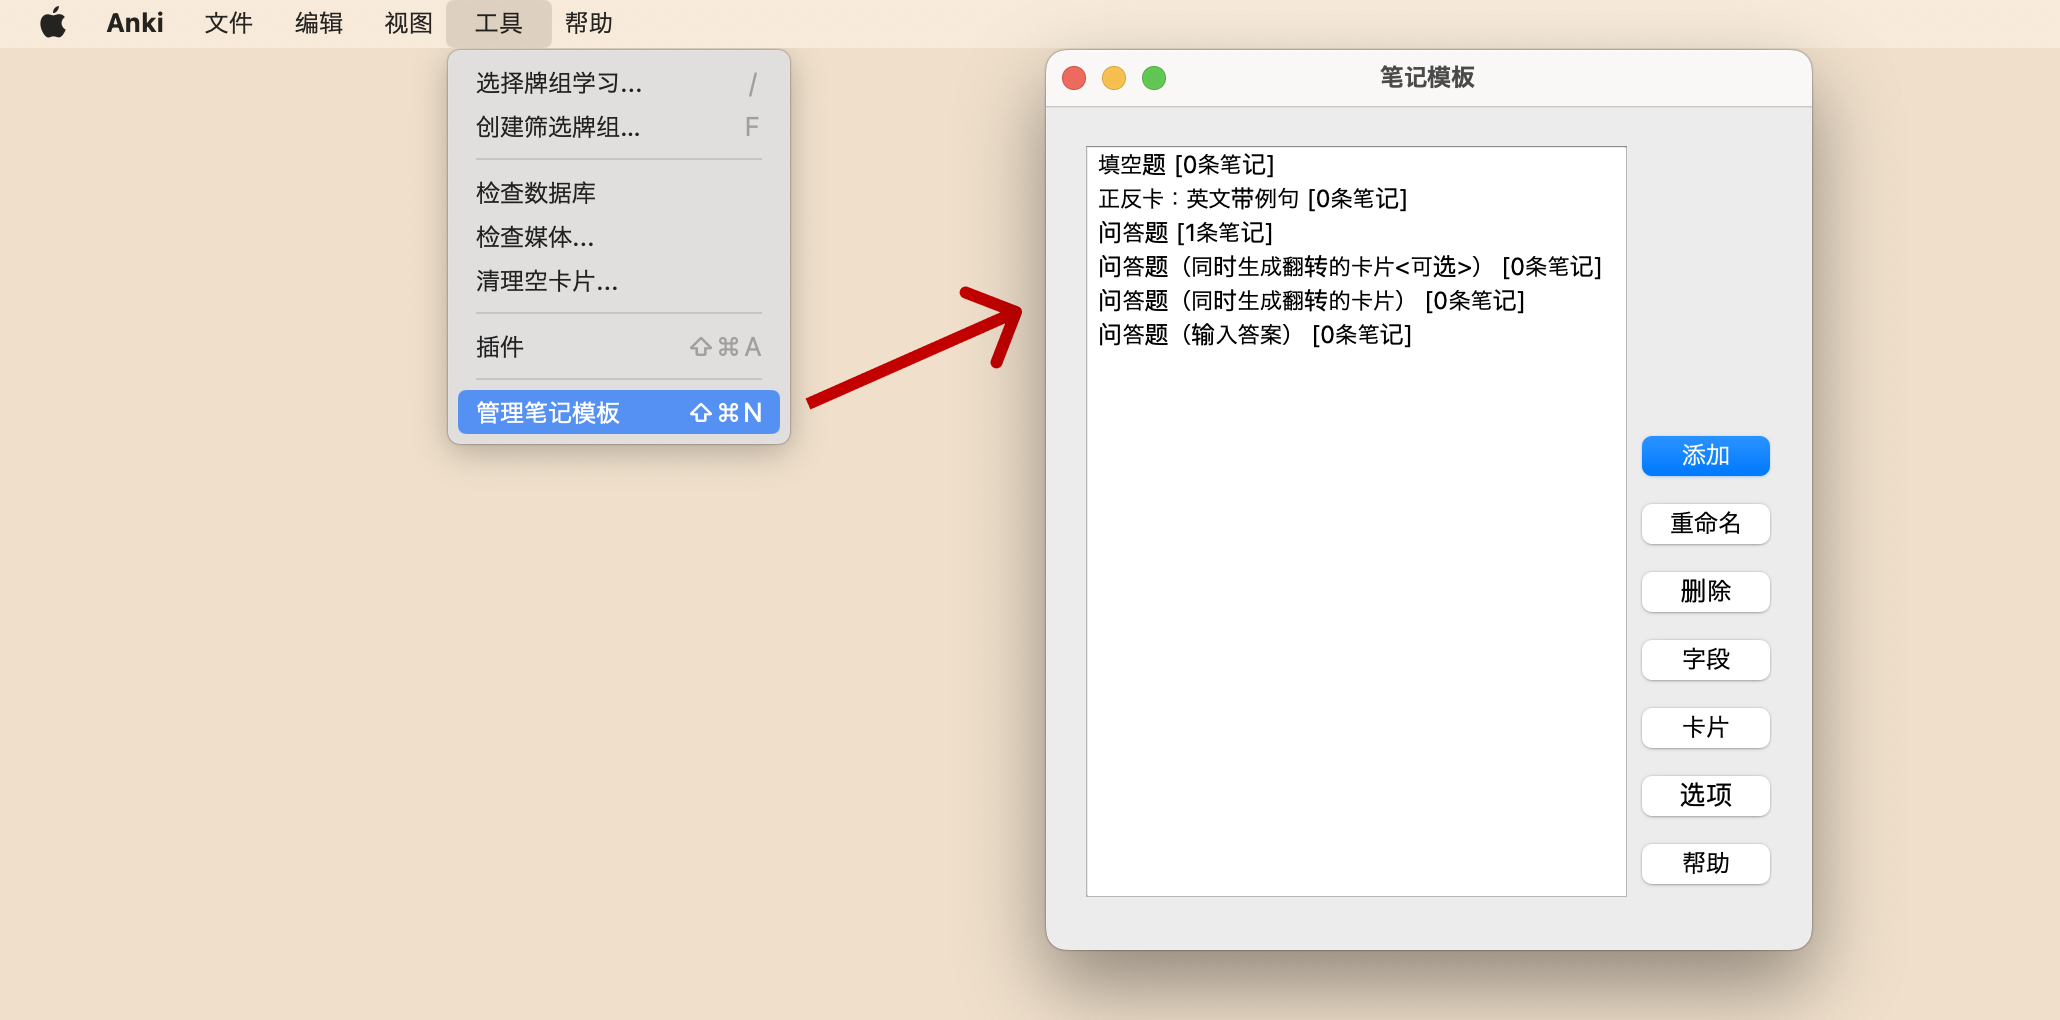 Anki 文件 编辑 视图 工具 帮助
选择牌组学习... /
创建筛选牌组... F
检查数据库
检查媒体...
清理空卡片...
插件 ⇧⌘A
管理笔记模板 ⇧⌘N
笔记模板
填空题 [0条笔记]
正反卡：英文带例句 [0条笔记]
问答题 [1条笔记]
问答题（同时生成翻转的卡片<可选>） [0条笔记]
问答题（同时生成翻转的卡片） [0条笔记]
问答题（输入答案） [0条笔记]
添加
重命名
删除
字段
卡片
选项
帮助